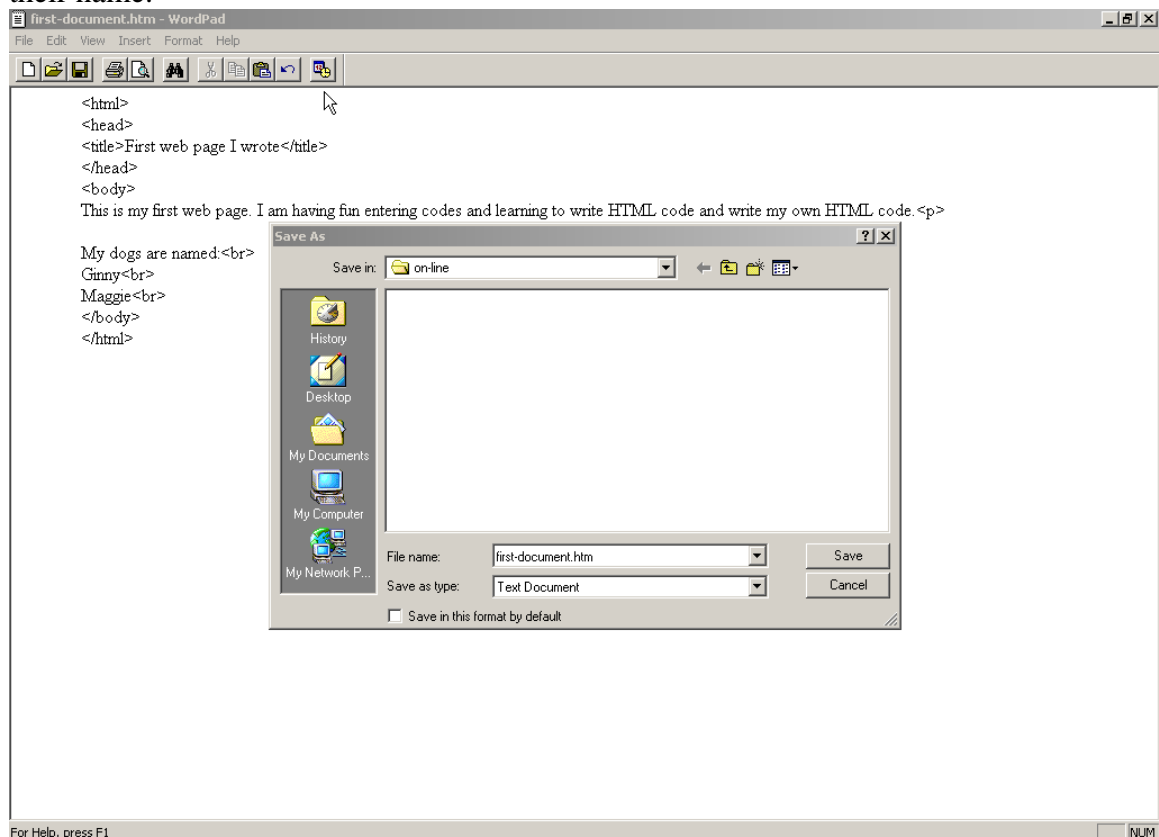 their name.
first-document.htm - WordPad
File Edit View Insert Format Help
<html>
<head>
<title>First web page I wrote</title>
</head>
<body>
This is my first web page. I am having fun entering codes and learning to write HTML code and write my own HTML code.<p>
My dogs are named:<br>
Ginny<br>
Maggie<br>
</body>
</html>
Save As
Save in: on-line
History
Desktop
My Documents
My Computer
My Network P...
File name: first-document.htm Save
Save as type: Text Document Cancel
Save in this format by default
For Help, press F1 NUM